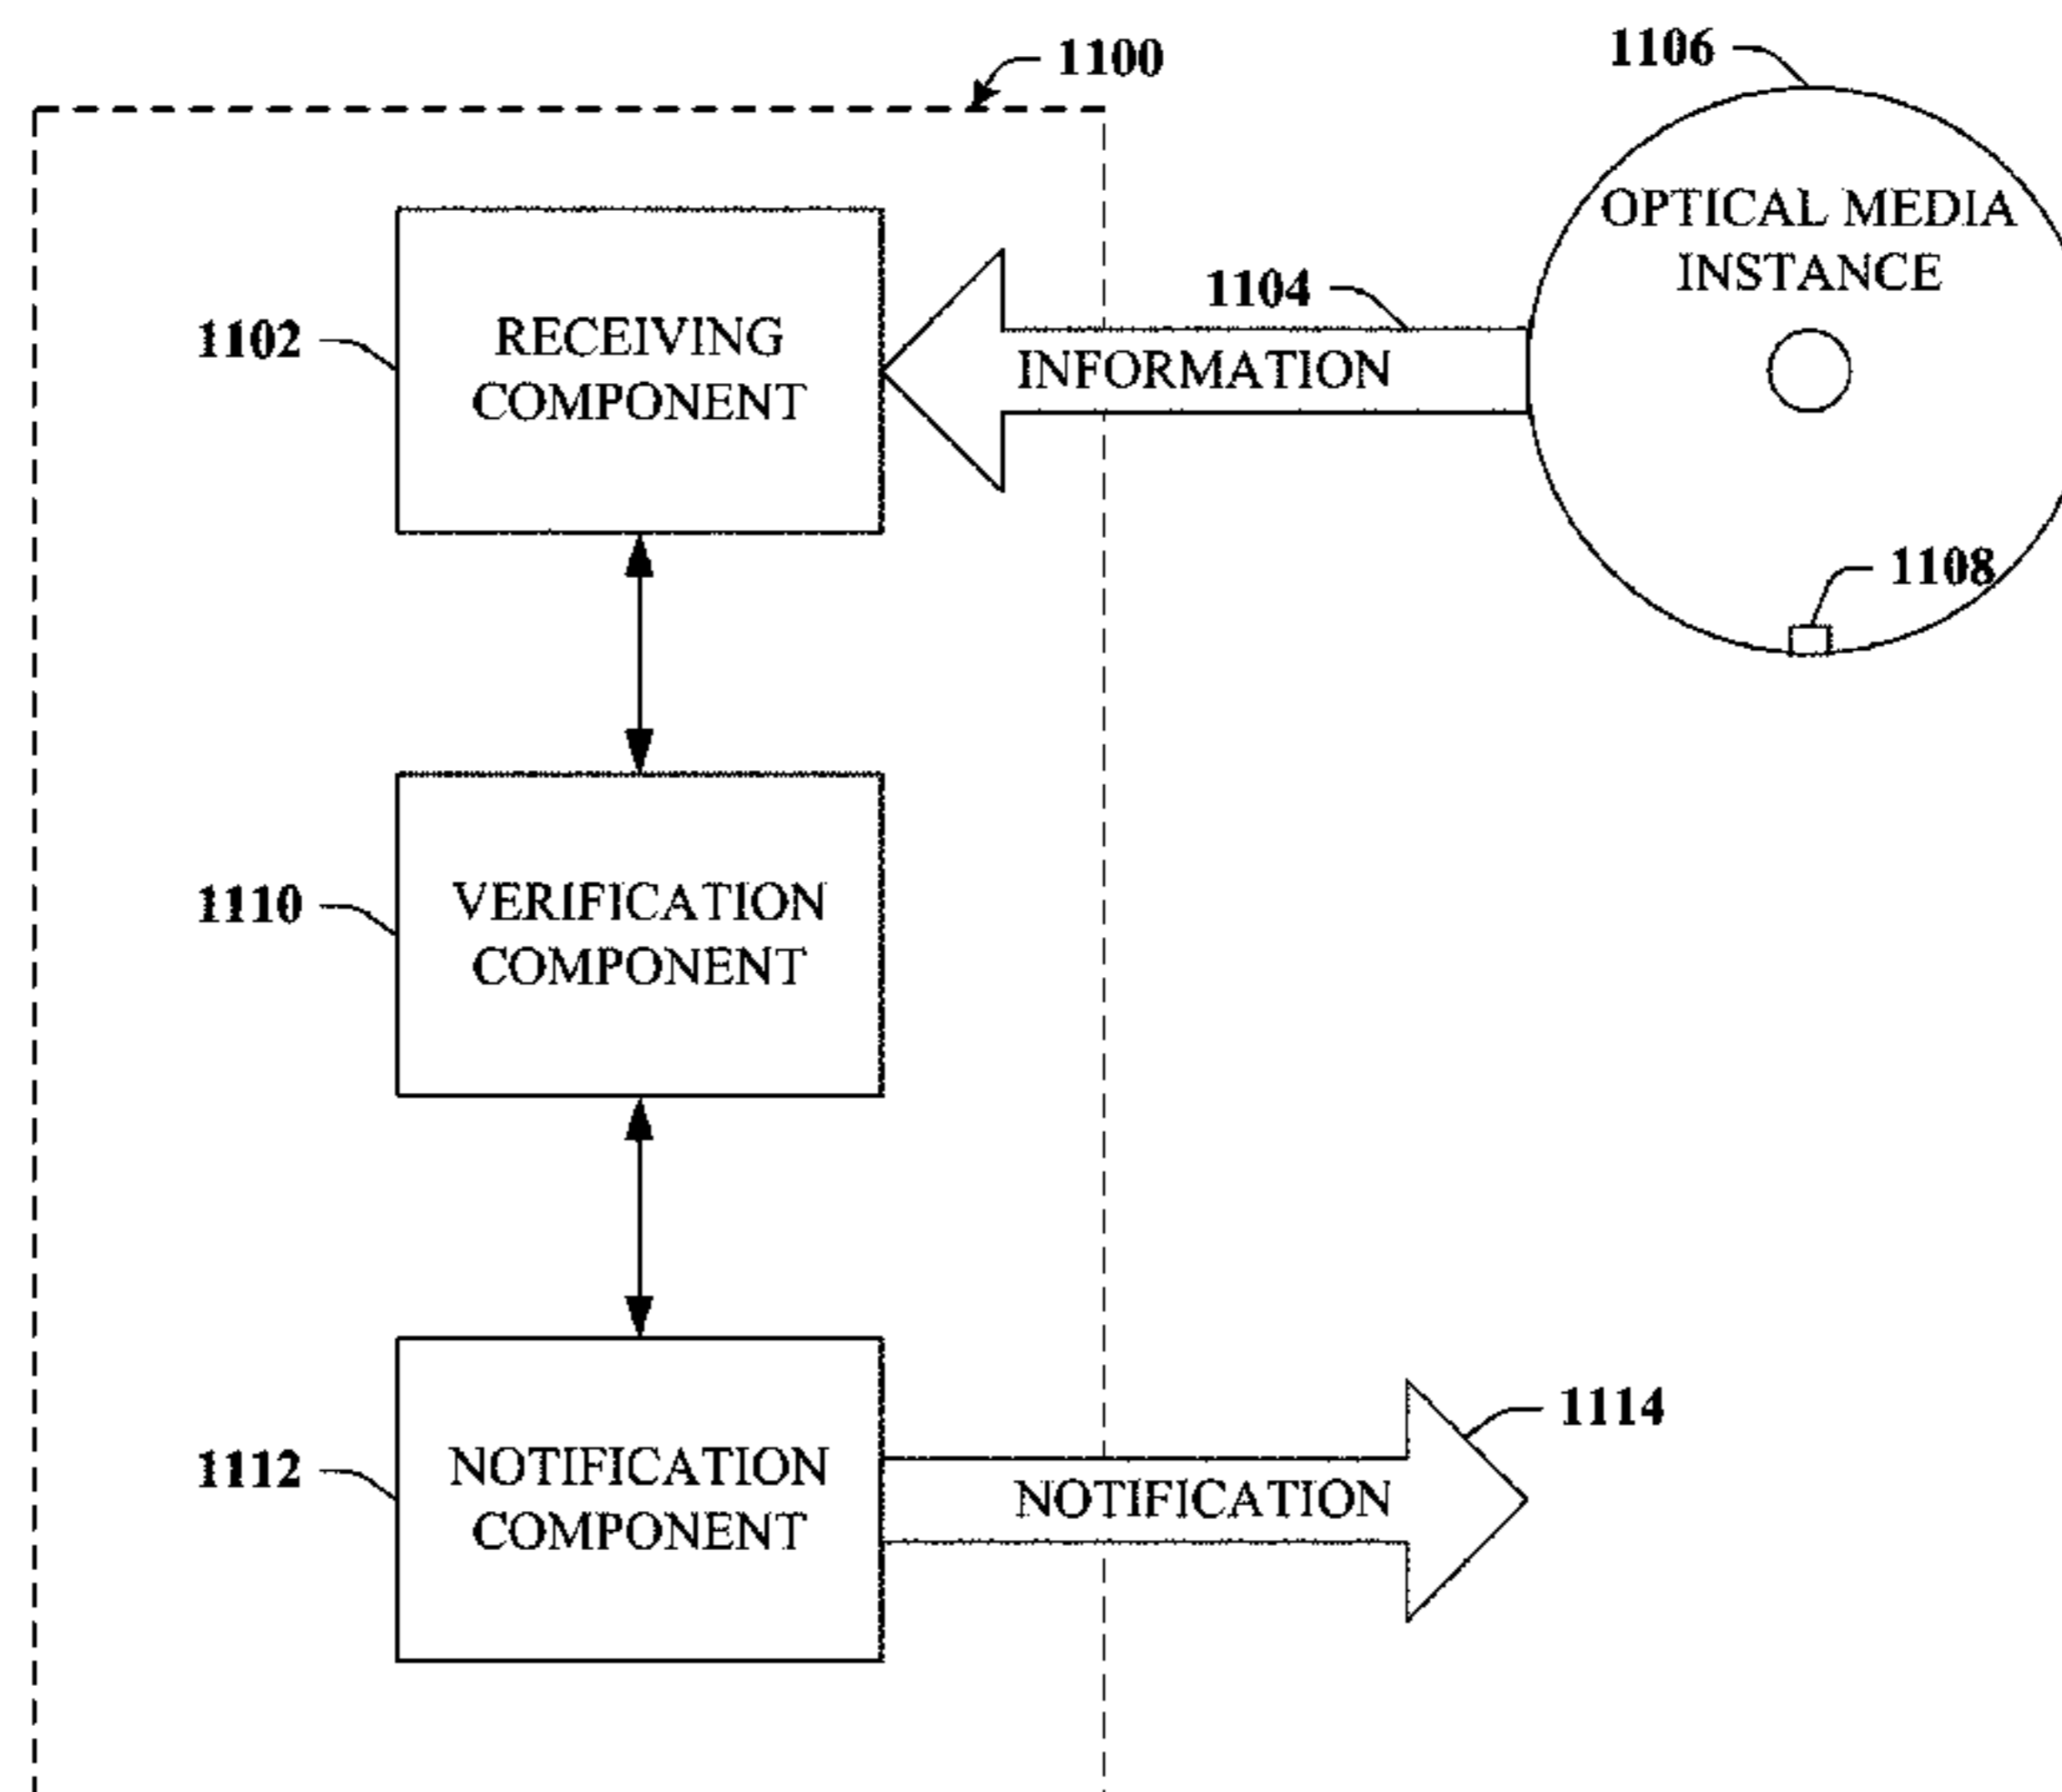 1100
1106
OPTICAL MEDIA
INSTANCE
1104
INFORMATION
1102
RECEIVING
COMPONENT
1108
1110
VERIFICATION
COMPONENT
1112
NOTIFICATION
COMPONENT
NOTIFICATION
1114